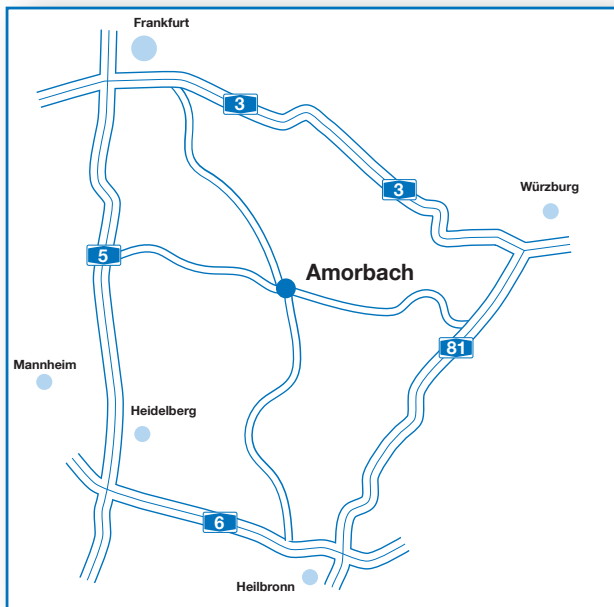 Frankfurt
3
3
Würzburg
5
Amorbach
81
Mannheim
Heidelberg
6
Heilbronn